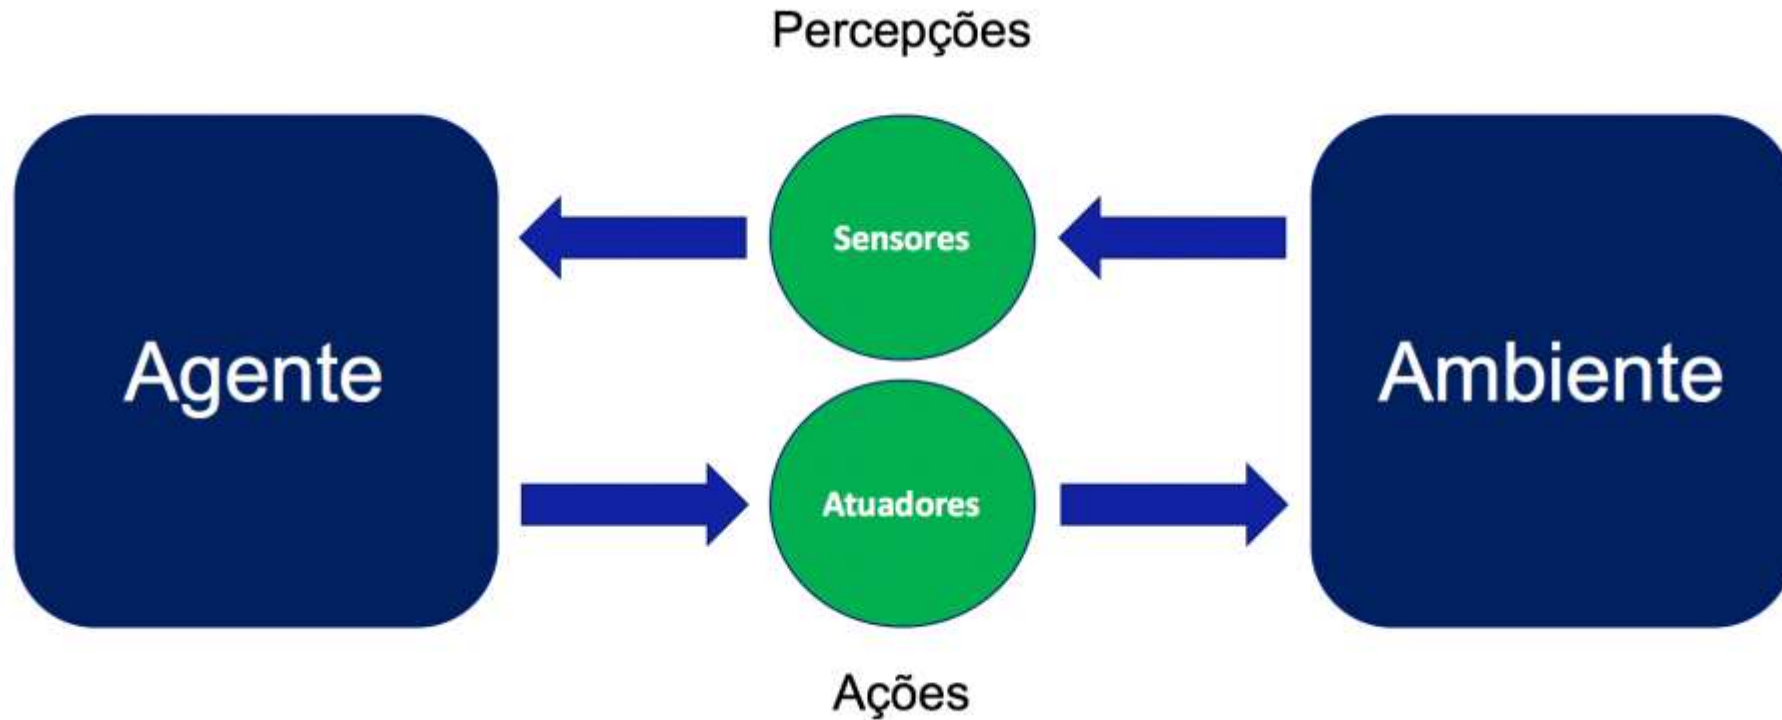 Percepções
Sensores
Agente
Ambiente
Atuadores
Ações